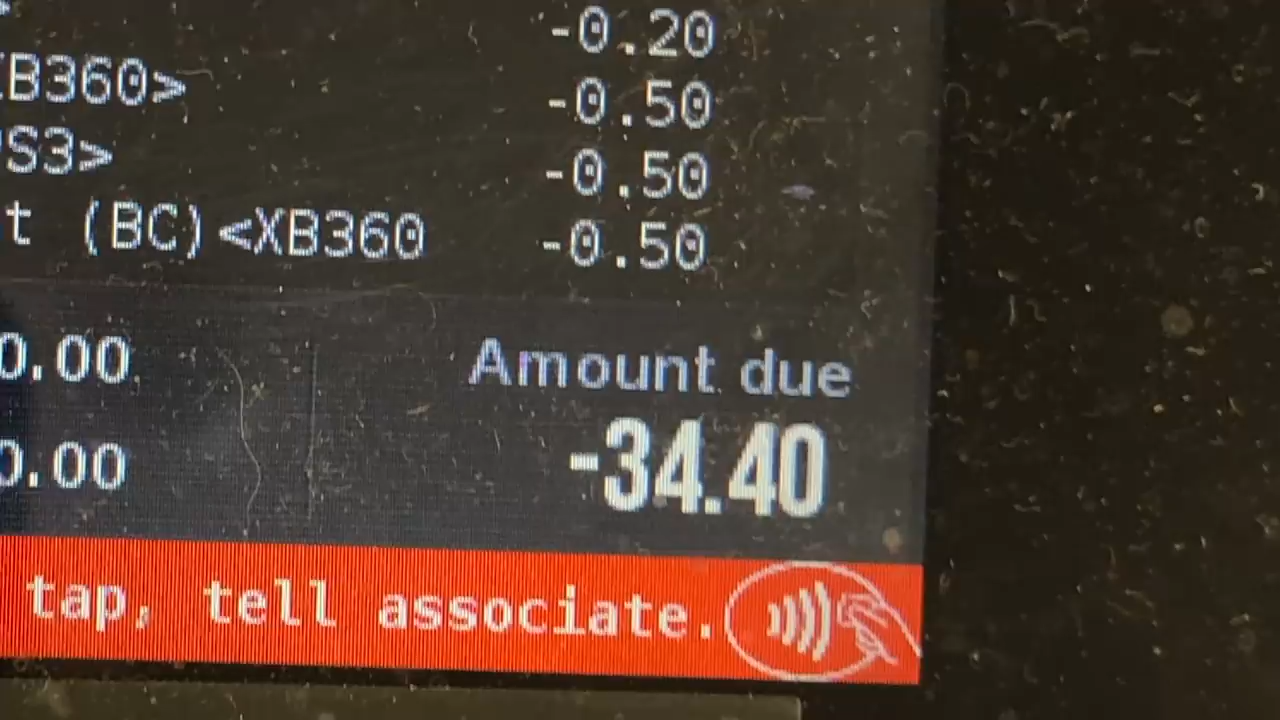 -0.20
B360> -0.50
S3> -0.50
t (BC)<XB360 -0.50
0.00
Amount due
0.00
-34.40
tap, tell associate.